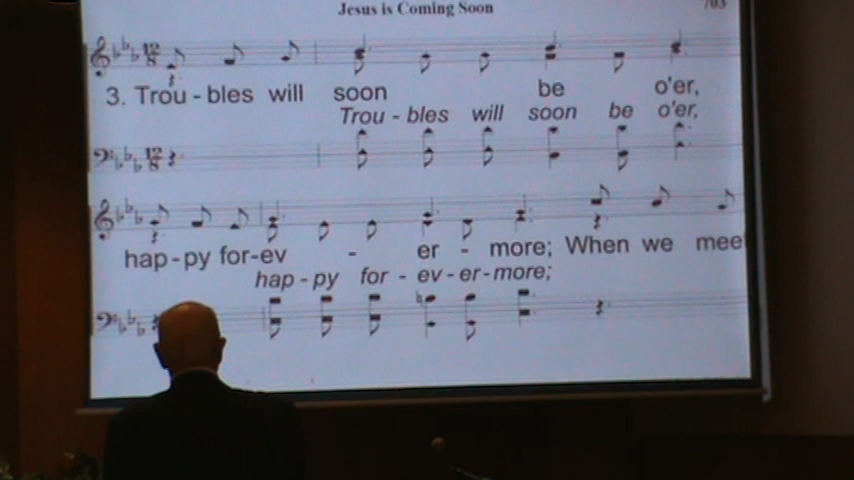 Jesus is Coming Soon
703
3. Trou - bles will soon be o'er,
Trou - bles will soon be o'er,
hap - py for - ev - er - more; When we meet
hap - py for - ev - er - more;